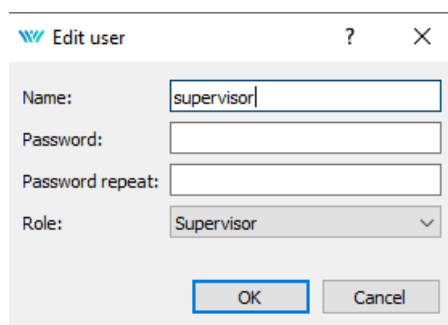 Edit user ? ×
Name: supervisor
Password:
Password repeat:
Role: Supervisor
OK Cancel